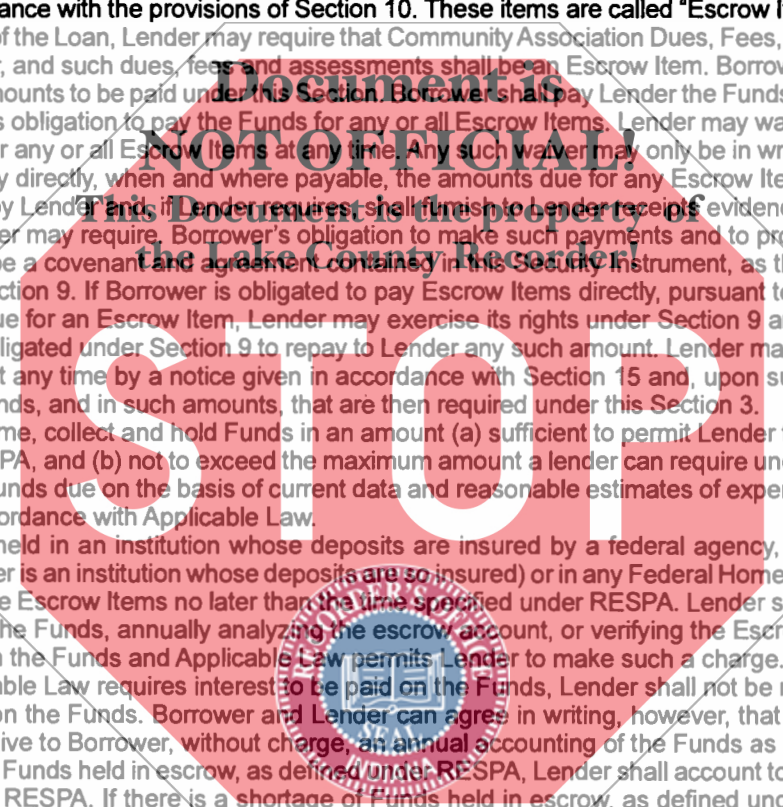 ance with the provisions of Section 10. These items are called "Escrow I
of the Loan, Lender may require that Community Association Dues, Fees,
, and such dues, fees and assessments shall be an Escrow Item. Borrow
ounts to be paid under this Section. Borrower shall pay Lender the Funds
s obligation to pay the Funds for any or all Escrow Items. Lender may wa
r any or all Escrow Items at any time. Any such waiver may only be in wr
y directly, when and where payable, the amounts due for any Escrow Ite
by Lender and, if Lender requires, shall furnish to Lender receipts eviden
er may require. Borrower's obligation to make such payments and to pro
be a covenant and agreement contained in this Security Instrument, as t
ction 9. If Borrower is obligated to pay Escrow Items directly, pursuant t
ue for an Escrow Item, Lender may exercise its rights under Section 9 a
ligated under Section 9 to repay to Lender any such amount. Lender ma
t any time by a notice given in accordance with Section 15 and, upon s
nds, and in such amounts, that are then required under this Section 3.
me, collect and hold Funds in an amount (a) sufficient to permit Lender
PA, and (b) not to exceed the maximum amount a lender can require un
unds due on the basis of current data and reasonable estimates of expe
ordance with Applicable Law.
held in an institution whose deposits are insured by a federal agency,
er is an institution whose deposits are so insured) or in any Federal Home
e Escrow Items no later than the time specified under RESPA. Lender s
he Funds, annually analyzing the escrow account, or verifying the Escr
n the Funds and Applicable Law permits Lender to make such a charge.
able Law requires interest to be paid on the Funds, Lender shall not be
on the Funds. Borrower and Lender can agree in writing, however, that
ive to Borrower, without charge, an annual accounting of the Funds as
Funds held in escrow, as defined under RESPA, Lender shall account to
RESPA. If there is a shortage of Funds held in escrow, as defined und
Document is
NOT OFFICIAL!
This Document is the property of
the Lake County Recorder!
STOP
RECORDER'S OFFICE
SEAL
INDIANA